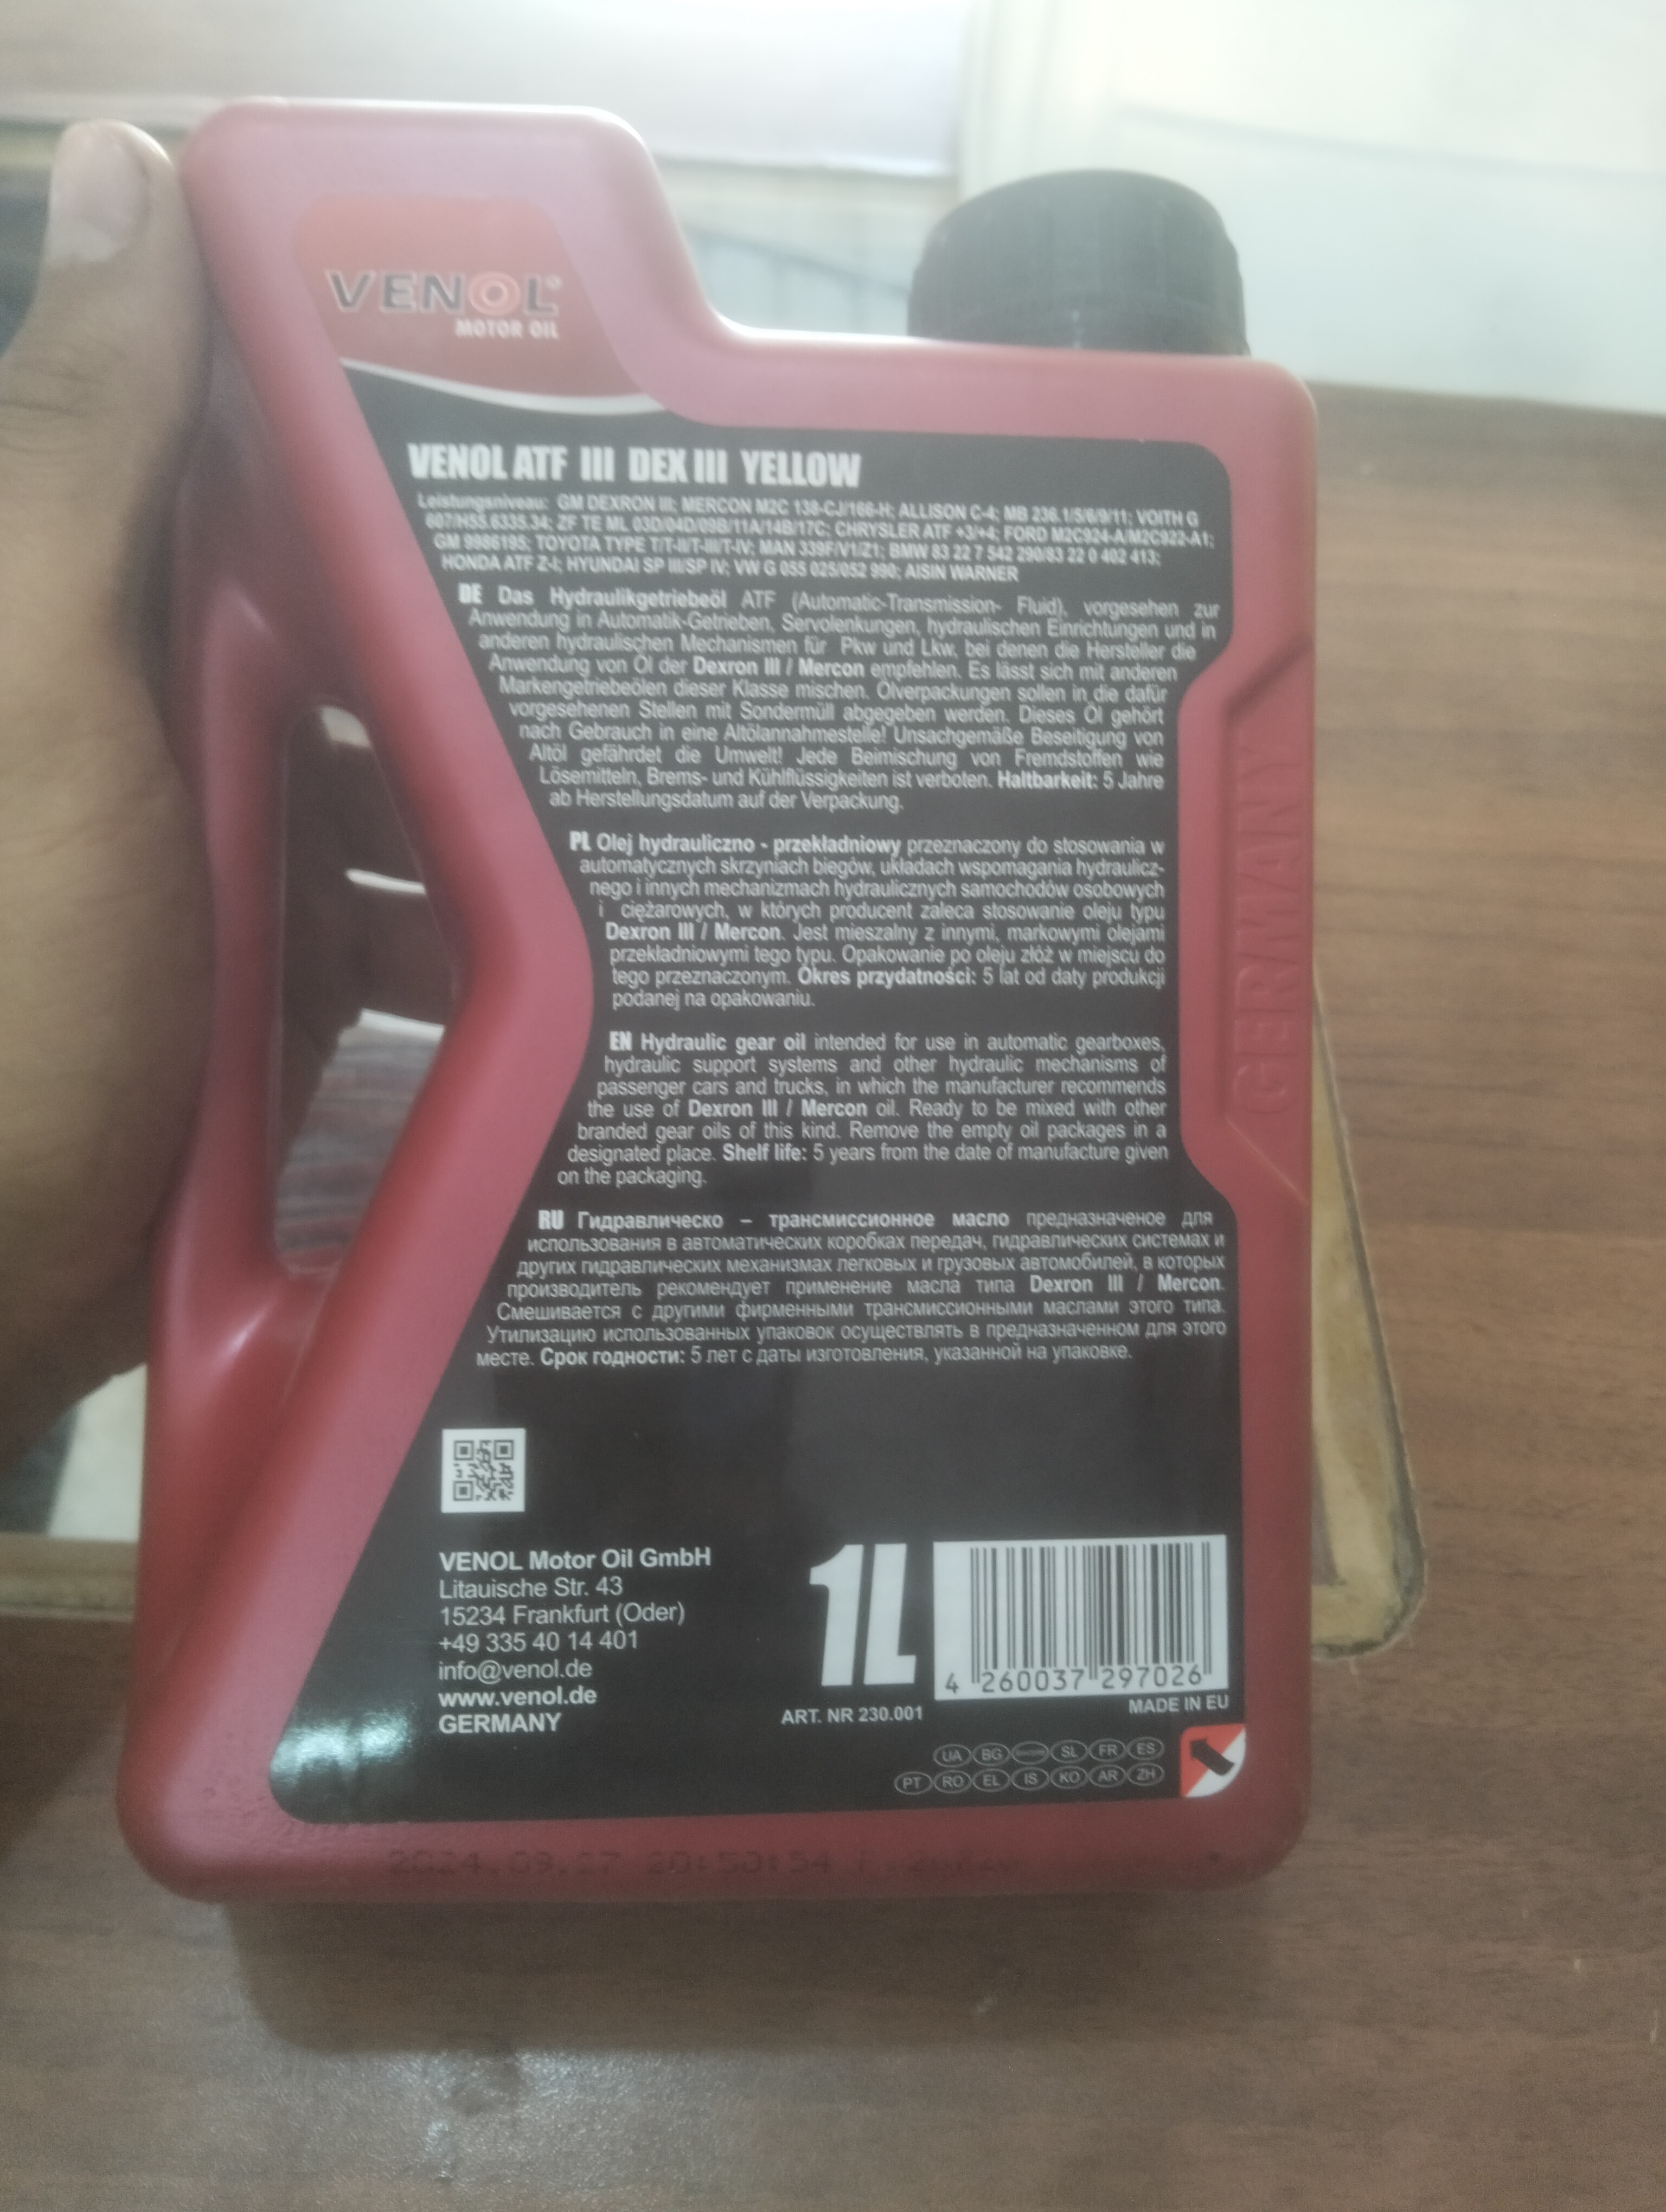 VENOL®
MOTOR OIL
VENOL ATF III DEX III YELLOW
Leistungsniveau: GM DEXRON III; MERCON M2C 138-CJ/166-H; ALLISON C-4; MB 236.1/5/6/9/11; VOITH G
607/H55.6335.34; ZF TE ML 03D/04D/09B/11A/14B/17C; CHRYSLER ATF +3/+4; FORD M2C924-A/M2C922-A1;
GM 9986195; TOYOTA TYPE T/T-II/T-III/T-IV; MAN 339F/V1/Z1; BMW 83 22 7 542 290/83 22 0 402 413;
HONDA ATF Z-I; HYUNDAI SP III/SP IV; VW G 055 025/052 990; AISIN WARNER
DE Das Hydraulikgetriebeöl ATF (Automatic-Transmission- Fluid), vorgesehen zur
Anwendung in Automatik-Getrieben, Servolenkungen, hydraulischen Einrichtungen und in
anderen hydraulischen Mechanismen für Pkw und Lkw, bei denen die Hersteller die
Anwendung von Öl der Dexron III / Mercon empfehlen. Es lässt sich mit anderen
Markengetriebeölen dieser Klasse mischen. Ölverpackungen sollen in die dafür
vorgesehenen Stellen mit Sondermüll abgegeben werden. Dieses Öl gehört
nach Gebrauch in eine Altölannahmestelle! Unsachgemäße Beseitigung von
Altöl gefährdet die Umwelt! Jede Beimischung von Fremdstoffen wie
Lösemitteln, Brems- und Kühlflüssigkeiten ist verboten. Haltbarkeit: 5 Jahre
ab Herstellungsdatum auf der Verpackung.
PL Olej hydrauliczno - przekładniowy przeznaczony do stosowania w
automatycznych skrzyniach biegów, układach wspomagania hydraulicz-
nego i innych mechanizmach hydraulicznych samochodów osobowych
i ciężarowych, w których producent zaleca stosowanie oleju typu
Dexron III / Mercon. Jest mieszalny z innymi, markowymi olejami
przekładniowymi tego typu. Opakowanie po oleju złóż w miejscu do
tego przeznaczonym. Okres przydatności: 5 lat od daty produkcji
podanej na opakowaniu.
EN Hydraulic gear oil intended for use in automatic gearboxes,
hydraulic support systems and other hydraulic mechanisms of
passenger cars and trucks, in which the manufacturer recommends
the use of Dexron III / Mercon oil. Ready to be mixed with other
branded gear oils of this kind. Remove the empty oil packages in a
designated place. Shelf life: 5 years from the date of manufacture given
on the packaging.
RU Гидравлическо – трансмиссионное масло предназначеное для
использования в автоматических коробках передач, гидравлических системах и
других гидравлических механизмах легковых и грузовых автомобилей, в которых
производитель рекомендует применение масла типа Dexron III / Mercon.
Смешивается с другими фирменными трансмиссионными маслами этого типа.
Утилизацию использованных упаковок осуществлять в предназначенном для этого
месте. Срок годности: 5 лет с даты изготовления, указанной на упаковке.
GERMANY
VENOL Motor Oil GmbH
Litauische Str. 43
15234 Frankfurt (Oder)
+49 335 40 14 401
info@venol.de
www.venol.de
GERMANY
1L
ART. NR 230.001
4 260037 297026
MADE IN EU
UA BG SL FR ES
PT RO EL IS KO AR ZH
2024.09.17 20:50:54